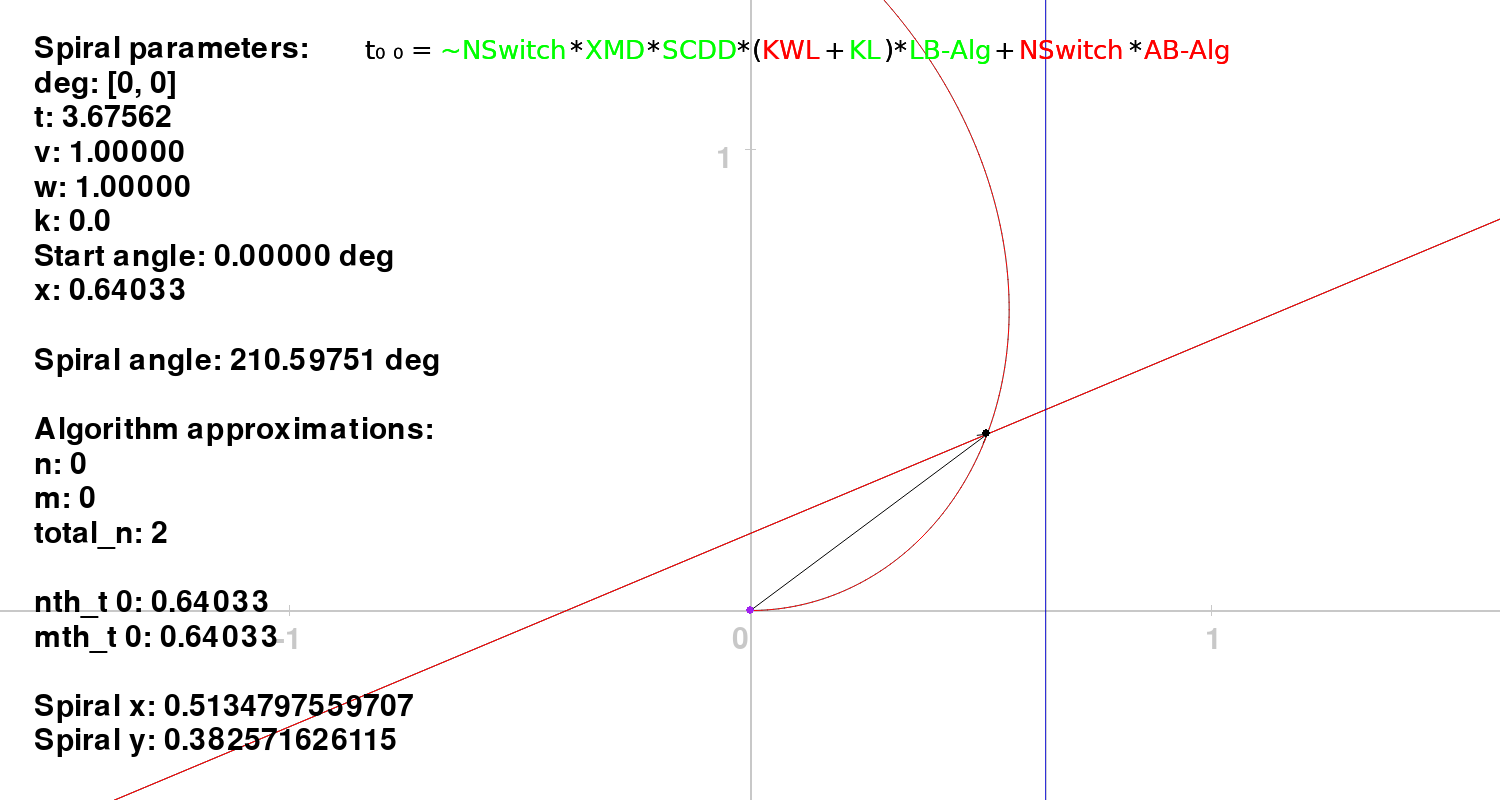 Spiral parameters:
t₀ ₀ = ~NSwitch*XMD*SCDD*(KWL+KL)*LB-Alg+NSwitch*AB-Alg
deg: [0, 0]
t: 3.67562
v: 1.00000
w: 1.00000
k: 0.0
Start angle: 0.00000 deg
x: 0.64033
Spiral angle: 210.59751 deg
Algorithm approximations:
n: 0
m: 0
total_n: 2
nth_t 0: 0.64033
mth_t 0: 0.64033
Spiral x: 0.5134797559707
Spiral y: 0.382571626115
1
-1
0
1